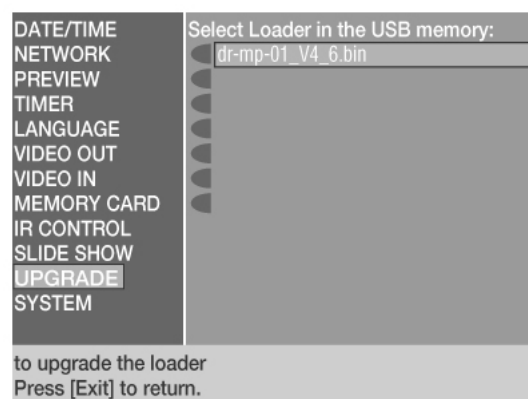 DATE/TIME
NETWORK
PREVIEW
TIMER
LANGUAGE
VIDEO OUT
VIDEO IN
MEMORY CARD
IR CONTROL
SLIDE SHOW
UPGRADE
SYSTEM
Select Loader in the USB memory:
dr-mp-01_V4_6.bin
to upgrade the loader
Press [Exit] to return.